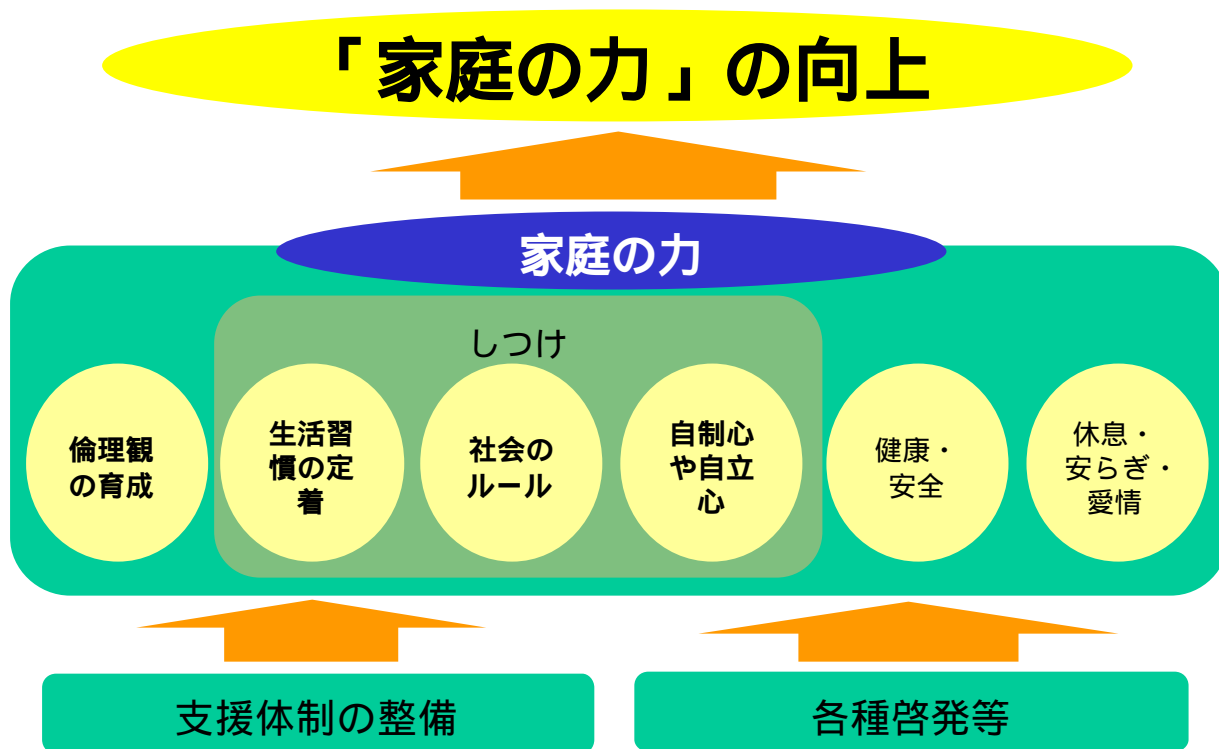 「家庭の力」の向上
家庭の力
しつけ
倫理観
の育成
生活習
慣の定
着
社会の
ルール
自制心
や自立
心
健康・
安全
休息・
安らぎ・
愛情
支援体制の整備
各種啓発等